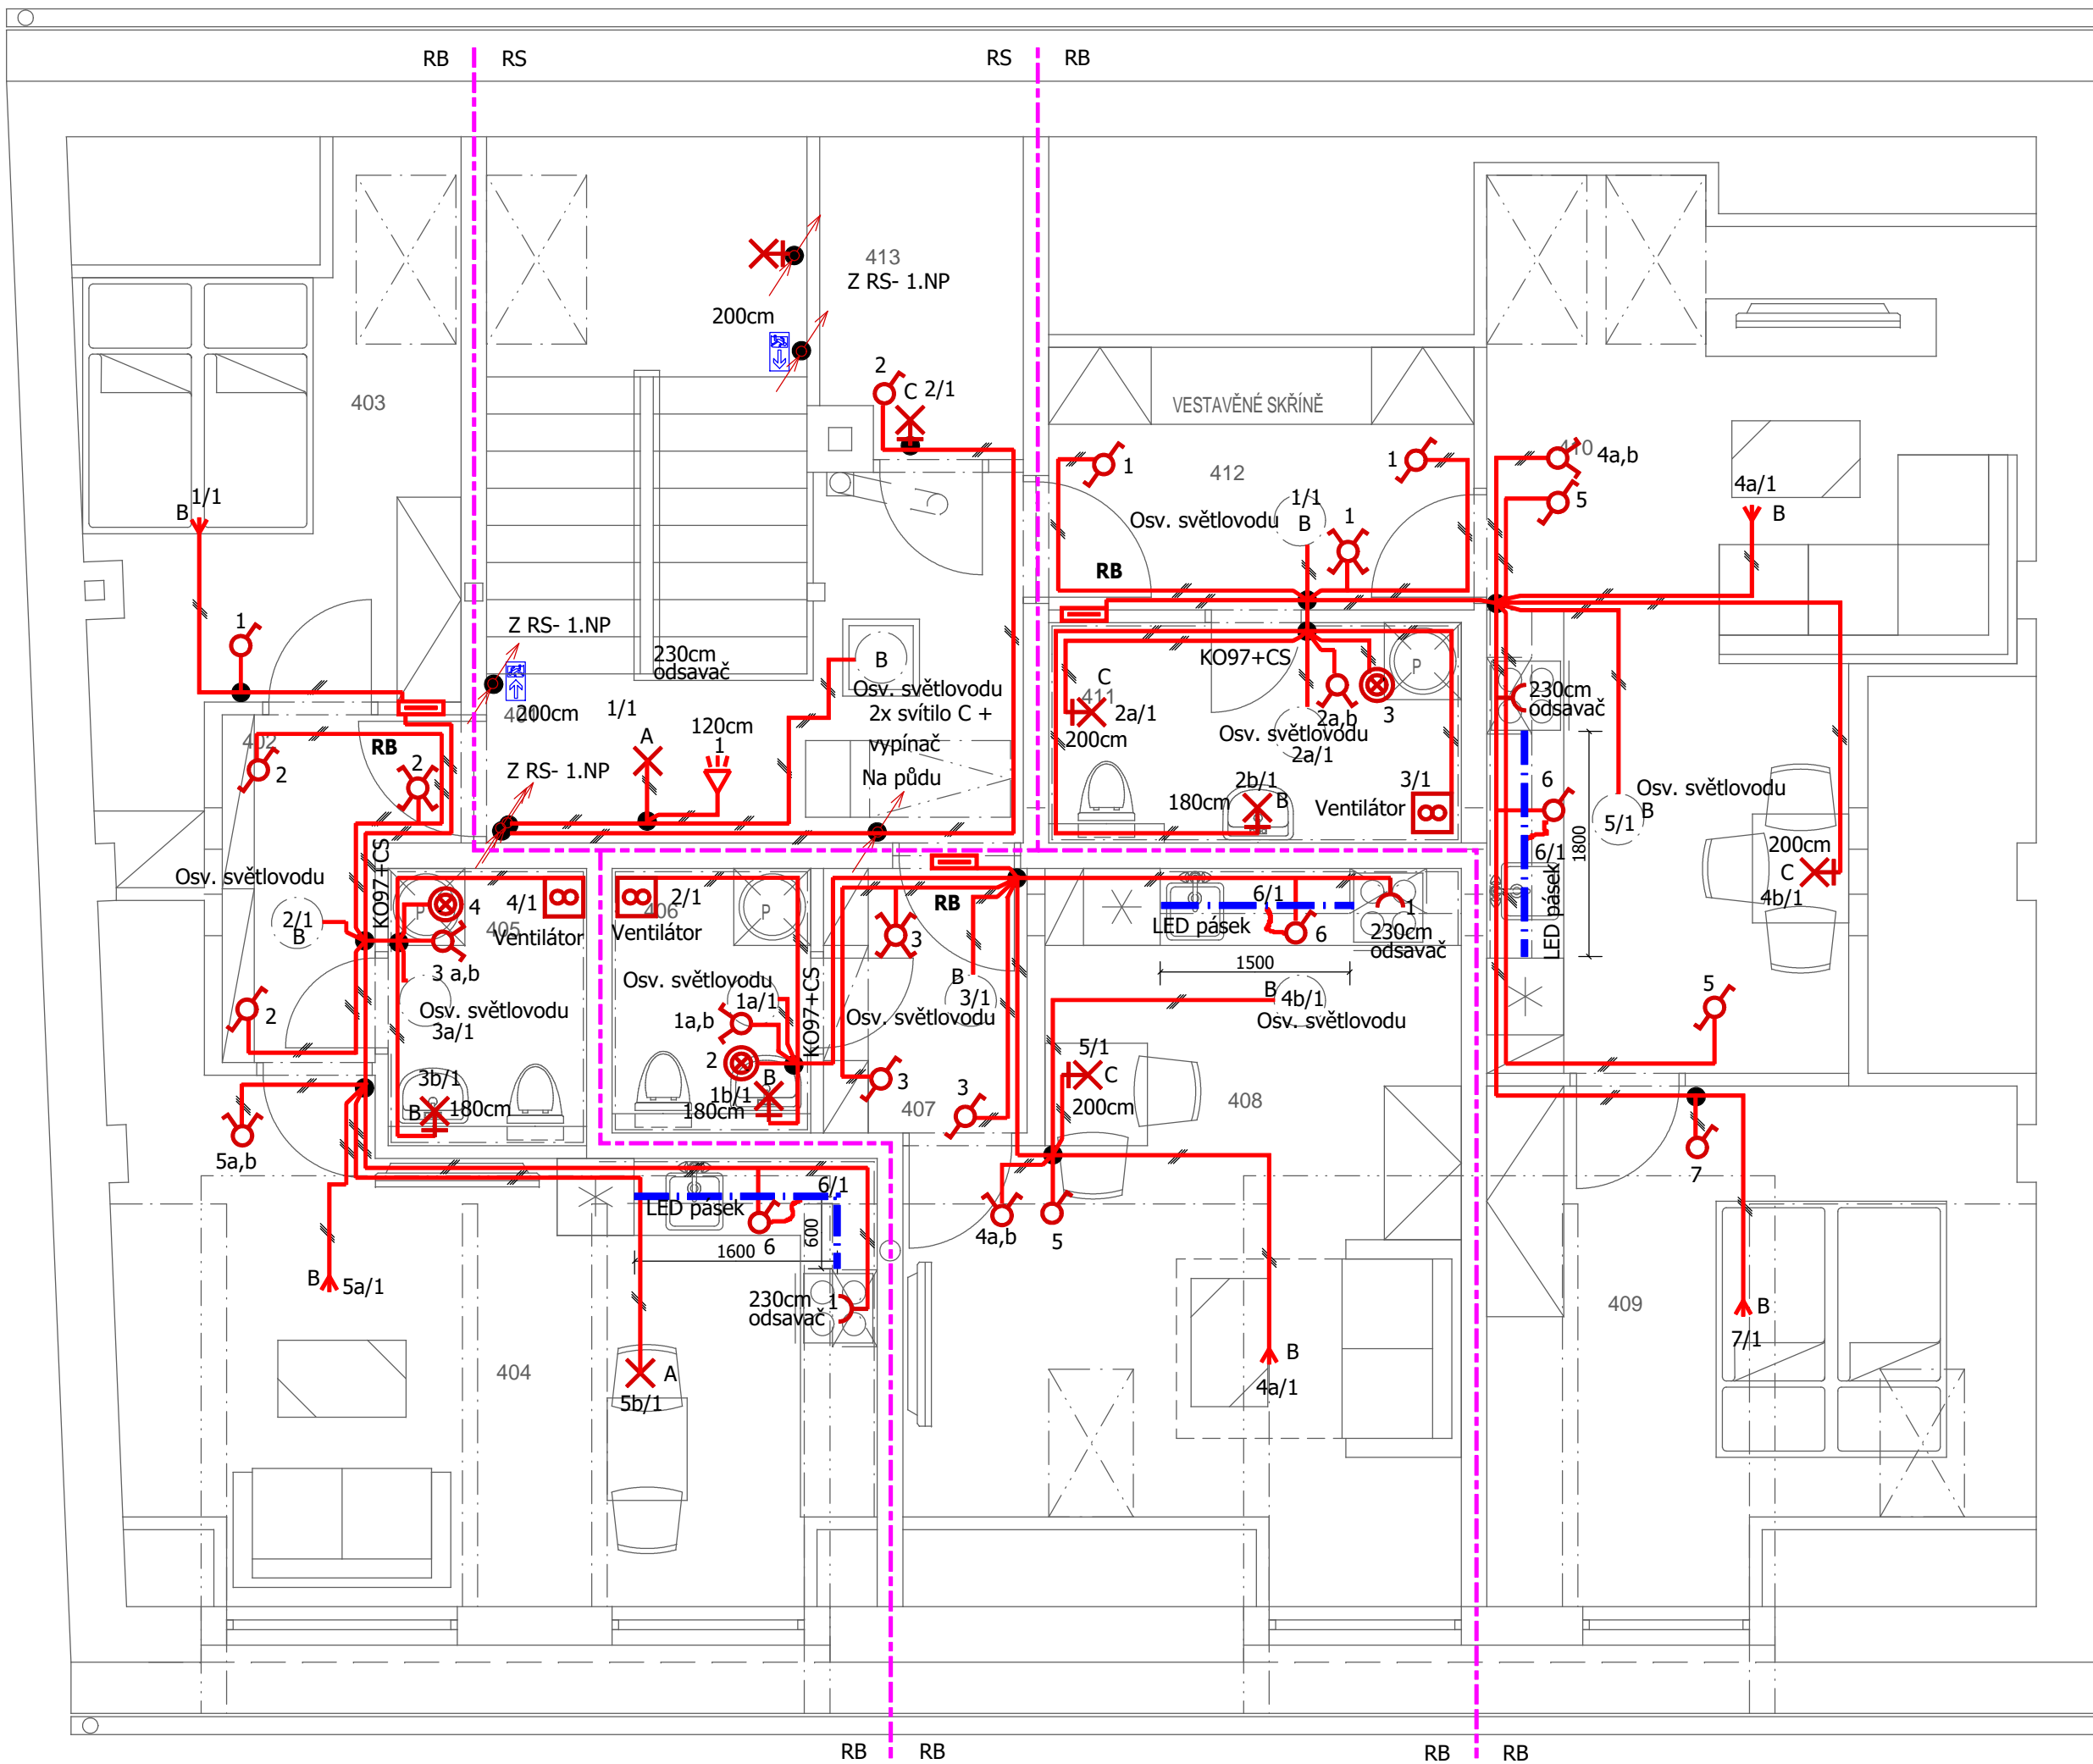 RB
RS
RS
RB
413
Z RS- 1.NP
200cm
2
C
2/1
403
VESTAVĚNÉ SKŘÍNĚ
410
4a,b
1
1
412
5
4a/1
B
1/1
B
1/1
B
Osv. světlovodu
1
RB
1
Z RS- 1.NP
230cm
odsavač
KO97+CS
P
B
Osv. světlovodu
2x svítilo C +
vypínač
Na půdu
401
200cm
1/1
A
120cm
1
C
411
2a/1
200cm
2a,b
3
Osv. světlovodu
2a/1
230cm
odsavač
402
RB
2
2
Z RS- 1.NP
2b/1
B
180cm
3/1
Ventilátor
6
6/1
1800
LED pásek
Osv. světlovodu
B
5/1
200cm
C
4b/1
KO97+CS
Osv. světlovodu
2/1
B
P
4
4/1
405
Ventilátor
3 a,b
406
2/1
Ventilátor
P
RB
3
6/1
LED pásek
6
1
230cm
odsavač
1500
Osv. světlovodu
1a/1
1a,b
KO97+CS
B
3/1
Osv. světlovodu
B
4b/1
Osv. světlovodu
5
2
Osv. světlovodu
3a/1
2
B
1b/1
180cm
3
407
3
5/1
C
200cm
408
3b/1
B
180cm
5a,b
7
6/1
LED pásek
6
1600
600
4a,b
5
B
5a/1
230cm
odsavač
1
409
B
7/1
404
A
5b/1
B
4a/1
RB
RB
RB
RB